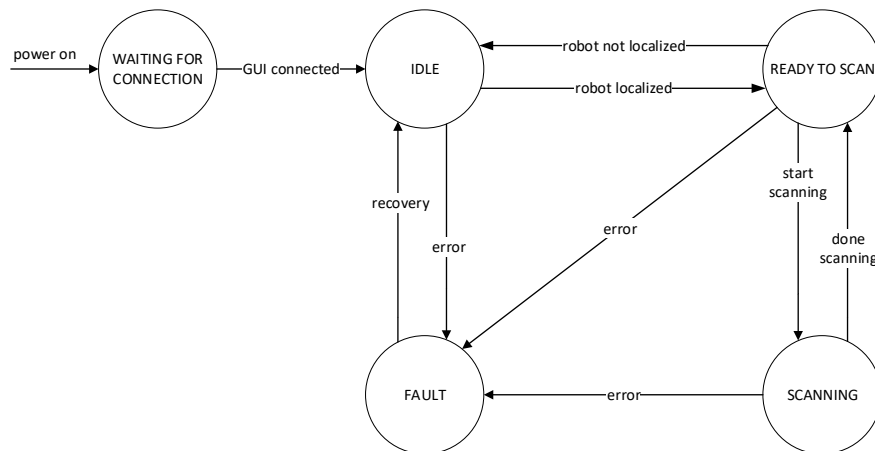 power on
WAITING FOR
CONNECTION
GUI connected
IDLE
robot not localized
robot localized
READY TO SCAN
recovery
error
error
start
scanning
done
scanning
FAULT
error
SCANNING